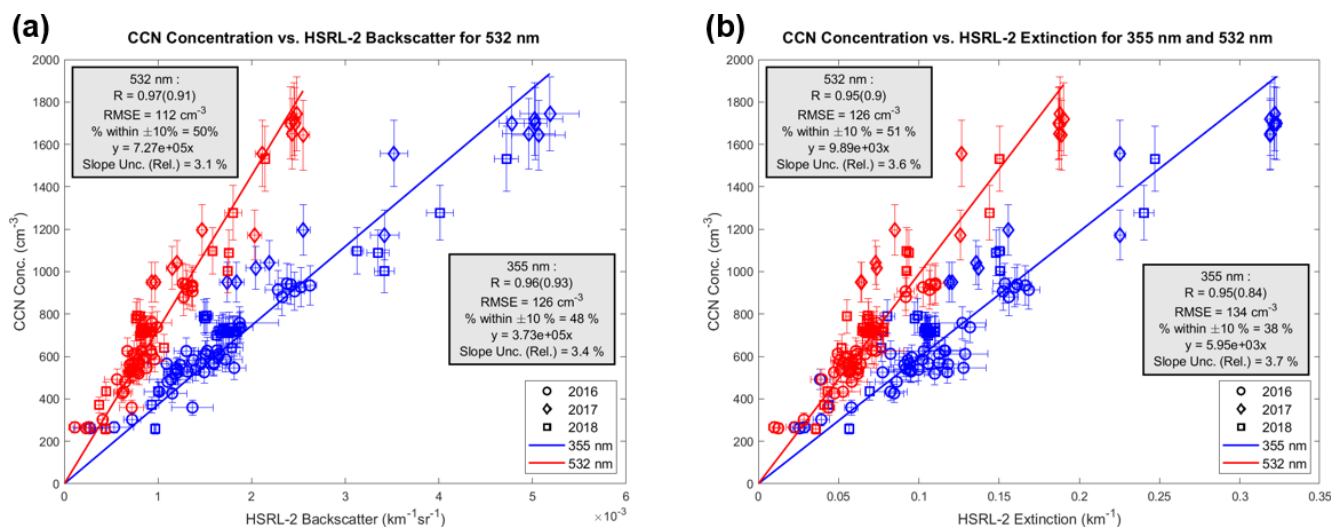 (a)
CCN Concentration vs. HSRL-2 Backscatter for 532 nm
2000
1800
1600
1400
1200
1000
800
600
400
200
0
CCN Conc. (cm⁻³)
532 nm :
R = 0.97(0.91)
RMSE = 112 cm⁻³
% within ±10% = 50%
y = 7.27e+05x
Slope Unc. (Rel.) = 3.1 %
355 nm :
R = 0.96(0.93)
RMSE = 126 cm⁻³
% within ±10 % = 48 %
y = 3.73e+05x
Slope Unc. (Rel.) = 3.4 %
2016
2017
2018
355 nm
532 nm
0 1 2 3 4 5 6
HSRL-2 Backscatter (km⁻¹sr⁻¹)
×10⁻³
(b)
CCN Concentration vs. HSRL-2 Extinction for 355 nm and 532 nm
2000
1800
1600
1400
1200
1000
800
600
400
200
0
CCN Conc. (cm⁻³)
532 nm :
R = 0.95(0.9)
RMSE = 126 cm⁻³
% within ±10 % = 51 %
y = 9.89e+03x
Slope Unc. (Rel.) = 3.6 %
355 nm :
R = 0.95(0.84)
RMSE = 134 cm⁻³
% within ±10 % = 38 %
y = 5.95e+03x
Slope Unc. (Rel.) = 3.7 %
2016
2017
2018
355 nm
532 nm
0 0.05 0.1 0.15 0.2 0.25 0.3 0.35
HSRL-2 Extinction (km⁻¹)